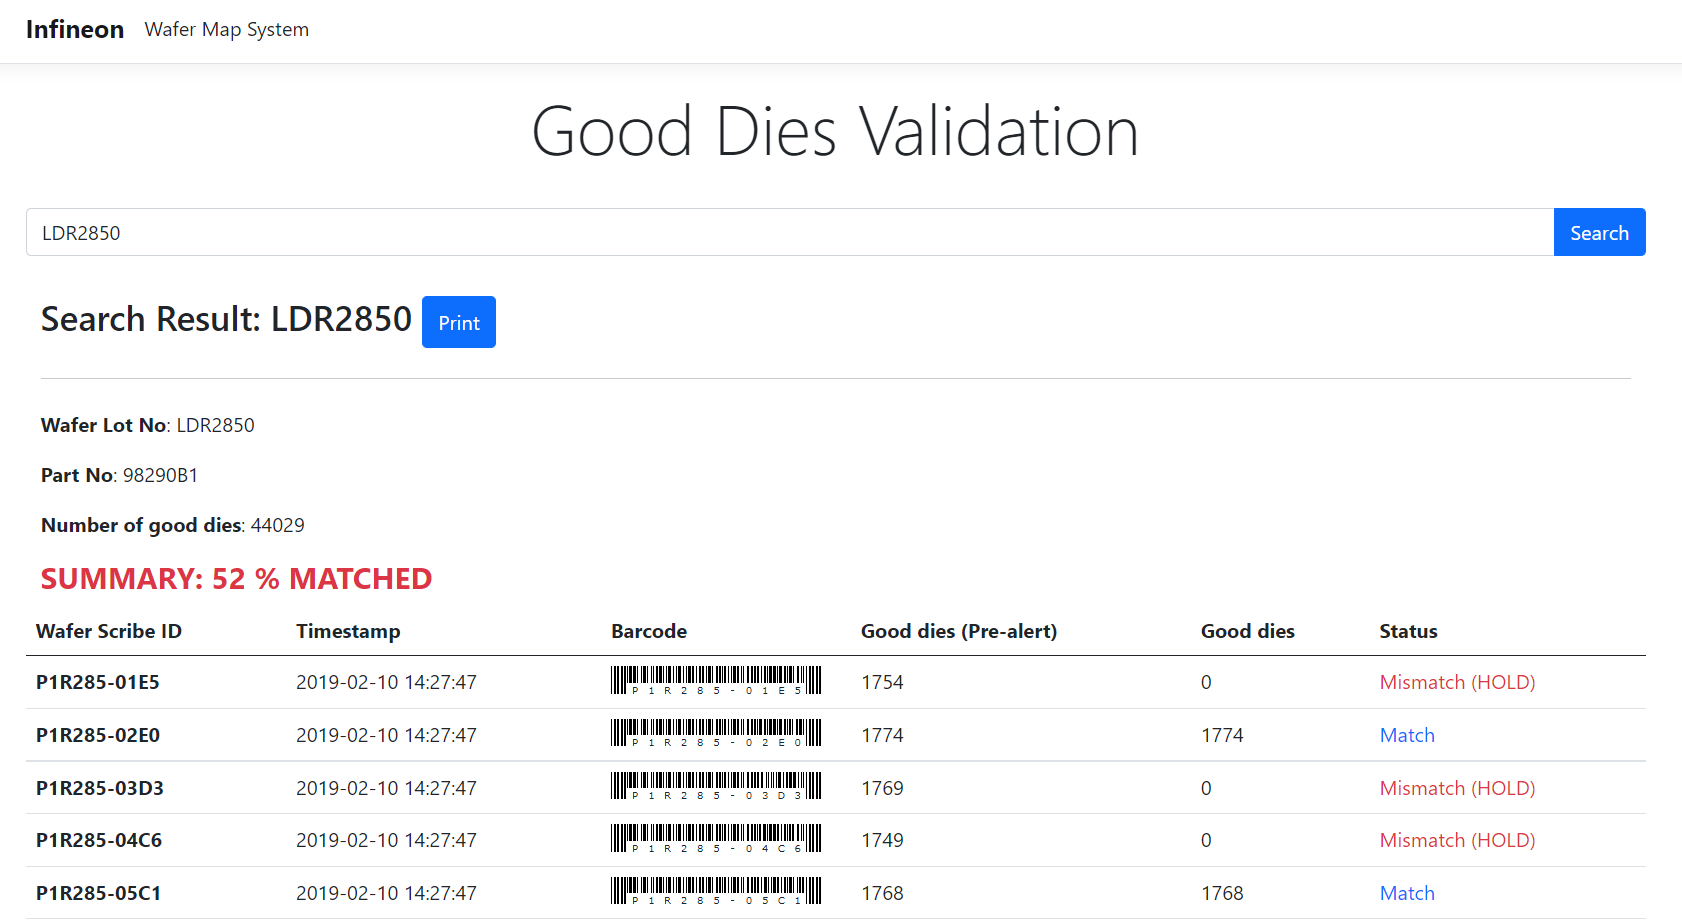 Infineon Wafer Map System
Good Dies Validation
LDR2850 Search
Search Result: LDR2850 Print
Wafer Lot No: LDR2850
Part No: 98290B1
Number of good dies: 44029
SUMMARY: 52 % MATCHED
Wafer Scribe ID Timestamp Barcode Good dies (Pre-alert) Good dies Status
P1R285-01E5 2019-02-10 14:27:47 P1R285-01E5 1754 0 Mismatch (HOLD)
P1R285-02E0 2019-02-10 14:27:47 P1R285-02E0 1774 1774 Match
P1R285-03D3 2019-02-10 14:27:47 P1R285-03D3 1769 0 Mismatch (HOLD)
P1R285-04C6 2019-02-10 14:27:47 P1R285-04C6 1749 0 Mismatch (HOLD)
P1R285-05C1 2019-02-10 14:27:47 P1R285-05C1 1768 1768 Match